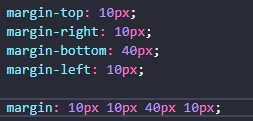 margin-top: 10px;
margin-right: 10px;
margin-bottom: 40px;
margin-left: 10px;
margin: 10px 10px 40px 10px;